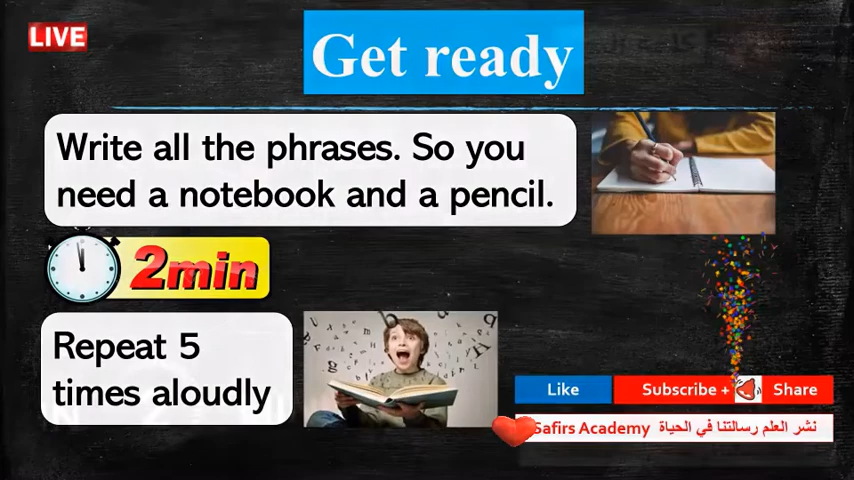 LIVE
Get ready
Write all the phrases. So you
need a notebook and a pencil.
2min
Repeat 5
times aloudly
Like
Subscribe +
Share
Safirs Academy نشر العلم رسالتنا في الحياة